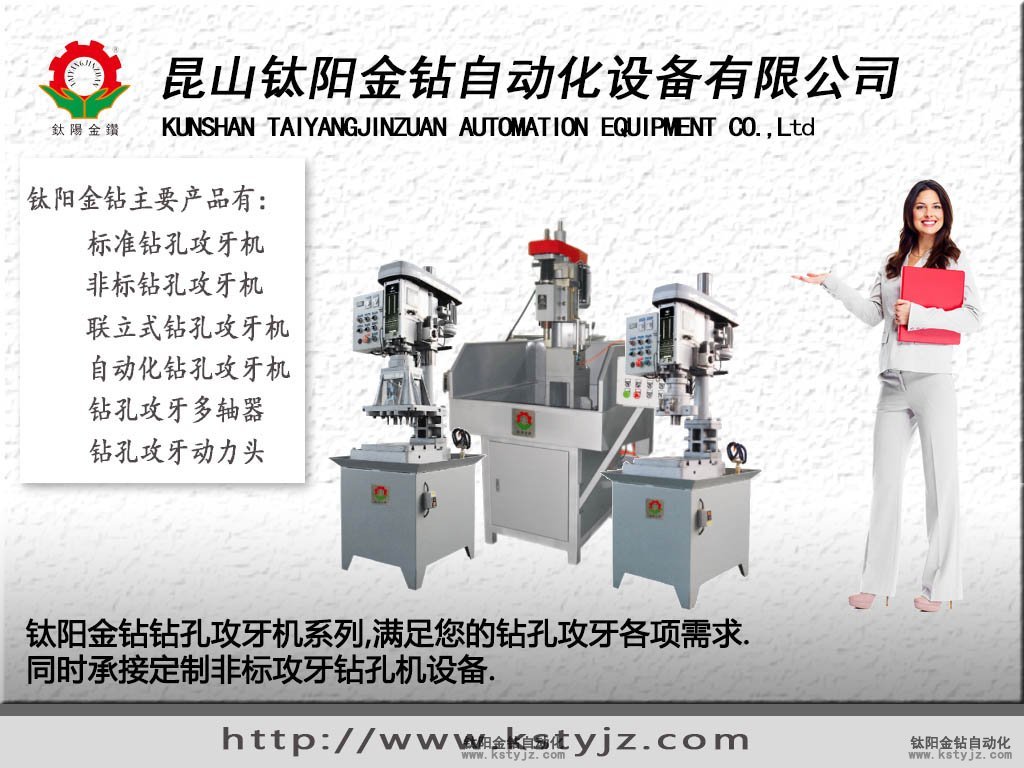 昆山钛阳金钻自动化设备有限公司
KUNSHAN TAIYANGJINZUAN AUTOMATION EQUIPMENT CO.,Ltd
TAIYANGJINZUAN
®
鈦陽金鑽
钛阳金钻主要产品有:
标准钻孔攻牙机
非标钻孔攻牙机
联立式钻孔攻牙机
自动化钻孔攻牙机
钻孔攻牙多轴器
钻孔攻牙动力头
钛阳金钻钻孔攻牙机系列,满足您的钻孔攻牙各项需求.
同时承接定制非标攻牙钻孔机设备.
http://www.kstyjz.com
钛阳金钻自动化
www.kstyjz.com
钛阳金钻自动化
www.kstyjz.com